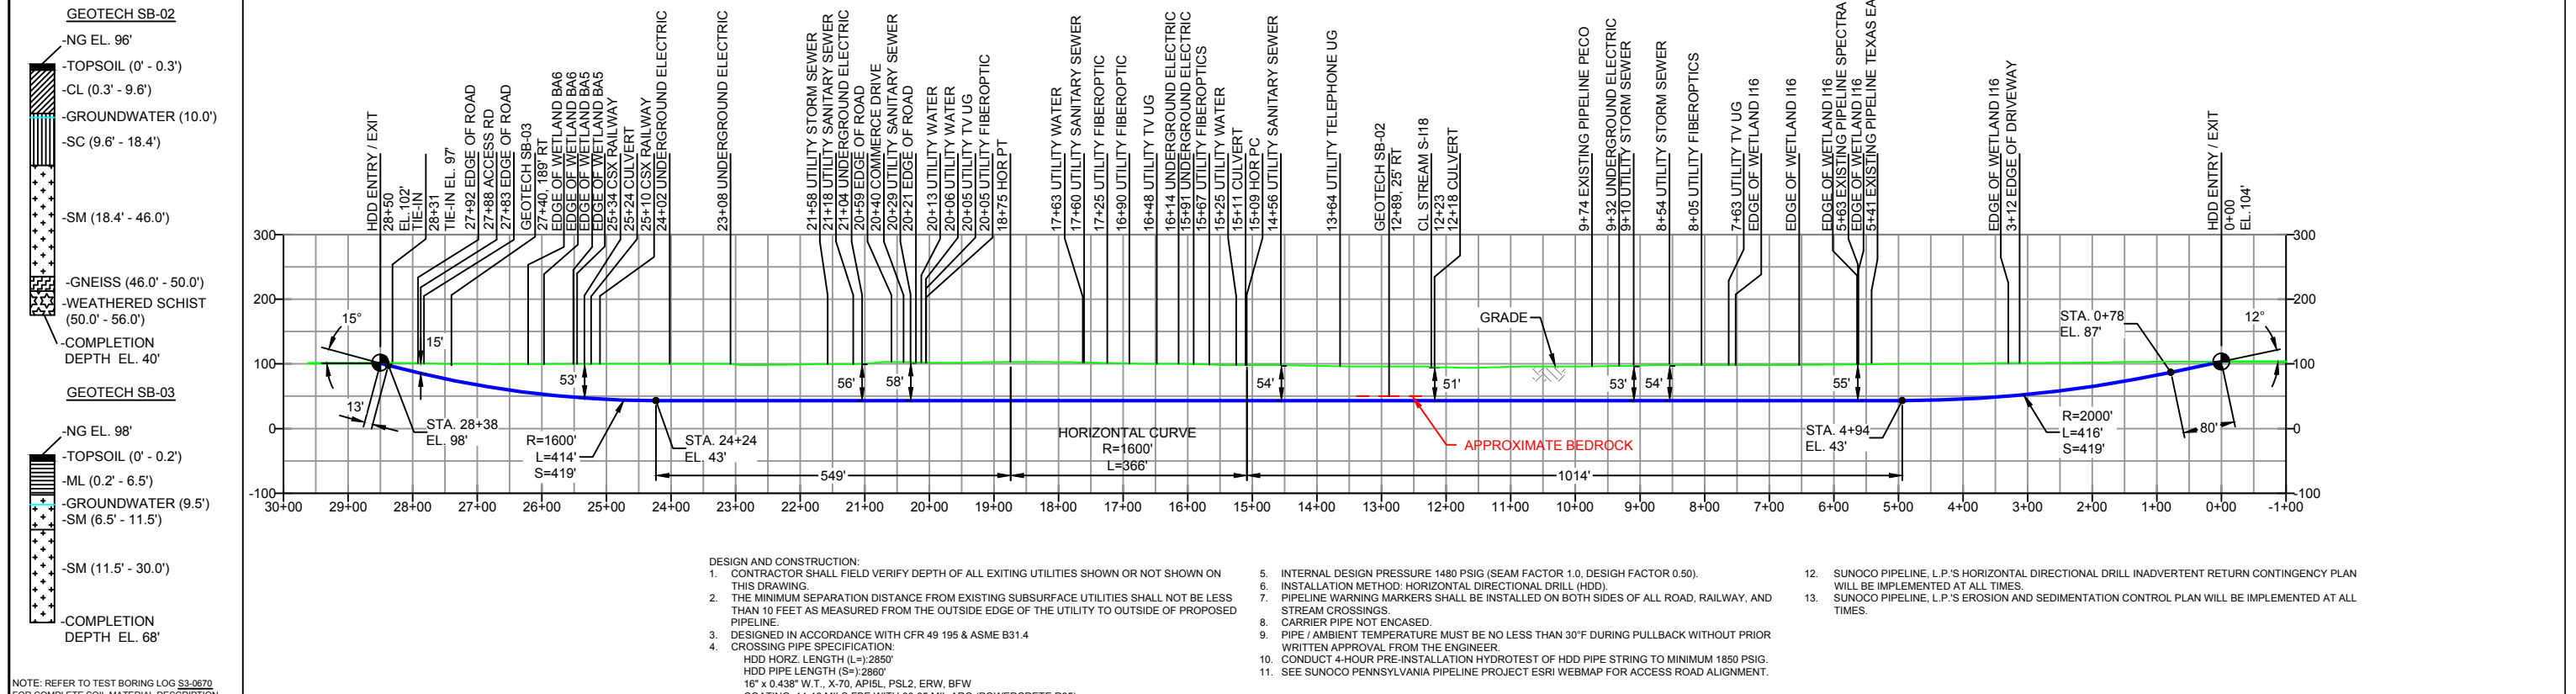 GEOTECH SB-02
-NG EL. 96'
-TOPSOIL (0' - 0.3')
-CL (0.3' - 9.6')
-GROUNDWATER (10.0')
-SC (9.6' - 18.4')
-SM (18.4' - 46.0')
-GNEISS (46.0' - 50.0')
-WEATHERED SCHIST
(50.0' - 56.0')
-COMPLETION
DEPTH EL. 40'
GEOTECH SB-03
-NG EL. 98'
-TOPSOIL (0' - 0.2')
-ML (0.2' - 6.5')
-GROUNDWATER (9.5')
-SM (6.5' - 11.5')
-SM (11.5' - 30.0')
-COMPLETION
DEPTH EL. 68'
NOTE: REFER TO TEST BORING LOG S3-0670
FOR COMPLETE SOIL MATERIAL DESCRIPTION
HDD ENTRY / EXIT
28+50
EL.102'
TIE-IN
28+31
TIE-IN EL. 97'
27+92 EDGE OF ROAD
27+88 ACCESS RD
27+83 EDGE OF ROAD
GEOTECH SB-03
27+40, 189' RT
EDGE OF WETLAND BA6
EDGE OF WETLAND BA6
EDGE OF WETLAND BA5
EDGE OF WETLAND BA5
25+34 CSX RAILWAY
25+24 CULVERT
25+10 CSX RAILWAY
24+02 UNDERGROUND ELECTRIC
23+08 UNDERGROUND ELECTRIC
21+58 UTILITY STORM SEWER
21+18 UTILITY SANITARY SEWER
21+04 UNDERGROUND ELECTRIC
20+59 EDGE OF ROAD
20+40 COMMERCE DRIVE
20+29 UTILITY SANITARY SEWER
20+21 EDGE OF ROAD
20+13 UTILITY WATER
20+06 UTILITY WATER
20+05 UTILITY TV UG
20+05 UTILITY FIBEROPTIC
18+75 HOR PT
17+63 UTILITY WATER
17+60 UTILITY SANITARY SEWER
17+25 UTILITY FIBEROPTIC
16+90 UTILITY FIBEROPTIC
16+48 UTILITY TV UG
16+14 UNDERGROUND ELECTRIC
15+91 UNDERGROUND ELECTRIC
15+67 UTILITY FIBEROPTICS
15+25 UTILITY WATER
15+11 CULVERT
15+09 HOR PC
14+56 UTILITY SANITARY SEWER
13+64 UTILITY TELEPHONE UG
GEOTECH SB-02
12+89, 25' RT
CL STREAM S-I18
12+23
12+18 CULVERT
9+74 EXISTING PIPELINE PECO
9+32 UNDERGROUND ELECTRIC
9+10 UTILITY STORM SEWER
8+54 UTILITY STORM SEWER
8+05 UTILITY FIBEROPTICS
7+63 UTILITY TV UG
EDGE OF WETLAND I16
EDGE OF WETLAND I16
EDGE OF WETLAND I16
5+63 EXISTING PIPELINE SPECTRA
EDGE OF WETLAND I16
5+41 EXISTING PIPELINE TEXAS
EDGE OF WETLAND I16
3+12 EDGE OF DRIVEWAY
HDD ENTRY / EXIT
0+00
EL.104'
300 300
200 200
100 100
0 0
-100 -100
15°
15'
13'
STA. 28+38
EL. 98'
53'
R=1600'
L=414'
S=419'
STA. 24+24
EL. 43'
549'
56'
58'
HORIZONTAL CURVE
R=1600'
L=366'
54'
51'
GRADE
APPROXIMATE BEDROCK
1014'
53'
54'
55'
STA. 4+94
EL. 43'
R=2000'
L=416'
S=419'
STA. 0+78
EL. 87'
80'
12°
30+00 29+00 28+00 27+00 26+00 25+00 24+00 23+00 22+00 21+00 20+00 19+00 18+00 17+00 16+00 15+00 14+00 13+00 12+00 11+00 10+00 9+00 8+00 7+00 6+00 5+00 4+00 3+00 2+00 1+00 0+00 -1+00
DESIGN AND CONSTRUCTION:
1. CONTRACTOR SHALL FIELD VERIFY DEPTH OF ALL EXITING UTILITIES SHOWN OR NOT SHOWN ON
THIS DRAWING.
2. THE MINIMUM SEPARATION DISTANCE FROM EXISTING SUBSURFACE UTILITIES SHALL NOT BE LESS
THAN 10 FEET AS MEASURED FROM THE OUTSIDE EDGE OF THE UTILITY TO OUTSIDE OF PROPOSED
PIPELINE.
3. DESIGNED IN ACCORDANCE WITH CFR 49 195 & ASME B31.4
4. CROSSING PIPE SPECIFICATION:
HDD HORZ. LENGTH (L=):2850'
HDD PIPE LENGTH (S=):2860'
16" x 0.438" W.T., X-70, API5L, PSL2, ERW, BFW
5. INTERNAL DESIGN PRESSURE 1480 PSIG (SEAM FACTOR 1.0, DESIGH FACTOR 0.50).
6. INSTALLATION METHOD: HORIZONTAL DIRECTIONAL DRILL (HDD).
7. PIPELINE WARNING MARKERS SHALL BE INSTALLED ON BOTH SIDES OF ALL ROAD, RAILWAY, AND
STREAM CROSSINGS.
8. CARRIER PIPE NOT ENCASED.
9. PIPE / AMBIENT TEMPERATURE MUST BE NO LESS THAN 30°F DURING PULLBACK WITHOUT PRIOR
WRITTEN APPROVAL FROM THE ENGINEER.
10. CONDUCT 4-HOUR PRE-INSTALLATION HYDROTEST OF HDD PIPE STRING TO MINIMUM 1850 PSIG.
11. SEE SUNOCO PENNSYLVANIA PIPELINE PROJECT ESRI WEBMAP FOR ACCESS ROAD ALIGNMENT.
12. SUNOCO PIPELINE, L.P.'S HORIZONTAL DIRECTIONAL DRILL INADVERTENT RETURN CONTINGENCY PLAN
WILL BE IMPLEMENTED AT ALL TIMES.
13. SUNOCO PIPELINE, L.P.'S EROSION AND SEDIMENTATION CONTROL PLAN WILL BE IMPLEMENTED AT ALL
TIMES.